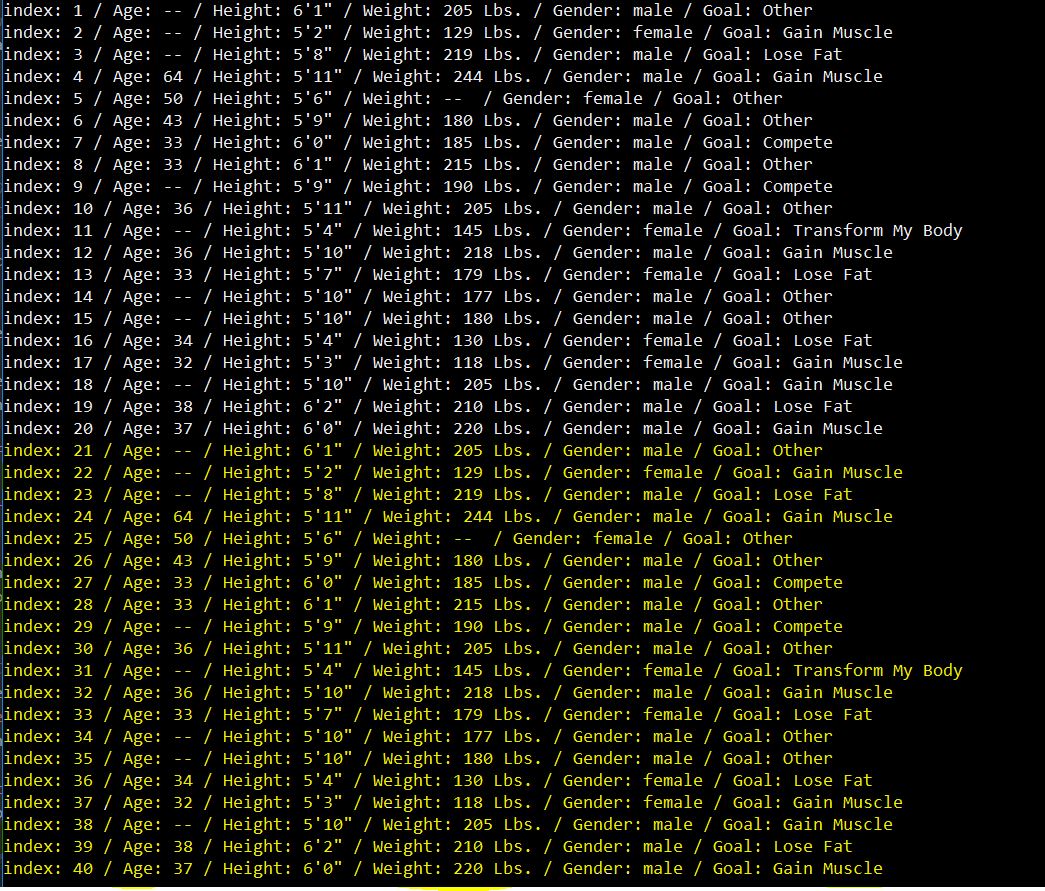 index: 1 / Age: -- / Height: 6'1" / Weight: 205 Lbs. / Gender: male / Goal: Other
index: 2 / Age: -- / Height: 5'2" / Weight: 129 Lbs. / Gender: female / Goal: Gain Muscle
index: 3 / Age: -- / Height: 5'8" / Weight: 219 Lbs. / Gender: male / Goal: Lose Fat
index: 4 / Age: 64 / Height: 5'11" / Weight: 244 Lbs. / Gender: male / Goal: Gain Muscle
index: 5 / Age: 50 / Height: 5'6" / Weight: --  / Gender: female / Goal: Other
index: 6 / Age: 43 / Height: 5'9" / Weight: 180 Lbs. / Gender: male / Goal: Other
index: 7 / Age: 33 / Height: 6'0" / Weight: 185 Lbs. / Gender: male / Goal: Compete
index: 8 / Age: 33 / Height: 6'1" / Weight: 215 Lbs. / Gender: male / Goal: Other
index: 9 / Age: -- / Height: 5'9" / Weight: 190 Lbs. / Gender: male / Goal: Compete
index: 10 / Age: 36 / Height: 5'11" / Weight: 205 Lbs. / Gender: male / Goal: Other
index: 11 / Age: -- / Height: 5'4" / Weight: 145 Lbs. / Gender: female / Goal: Transform My Body
index: 12 / Age: 36 / Height: 5'10" / Weight: 218 Lbs. / Gender: male / Goal: Gain Muscle
index: 13 / Age: 33 / Height: 5'7" / Weight: 179 Lbs. / Gender: female / Goal: Lose Fat
index: 14 / Age: -- / Height: 5'10" / Weight: 177 Lbs. / Gender: male / Goal: Other
index: 15 / Age: -- / Height: 5'10" / Weight: 180 Lbs. / Gender: male / Goal: Other
index: 16 / Age: 34 / Height: 5'4" / Weight: 130 Lbs. / Gender: female / Goal: Lose Fat
index: 17 / Age: 32 / Height: 5'3" / Weight: 118 Lbs. / Gender: female / Goal: Gain Muscle
index: 18 / Age: -- / Height: 5'10" / Weight: 205 Lbs. / Gender: male / Goal: Gain Muscle
index: 19 / Age: 38 / Height: 6'2" / Weight: 210 Lbs. / Gender: male / Goal: Lose Fat
index: 20 / Age: 37 / Height: 6'0" / Weight: 220 Lbs. / Gender: male / Goal: Gain Muscle
index: 21 / Age: -- / Height: 6'1" / Weight: 205 Lbs. / Gender: male / Goal: Other
index: 22 / Age: -- / Height: 5'2" / Weight: 129 Lbs. / Gender: female / Goal: Gain Muscle
index: 23 / Age: -- / Height: 5'8" / Weight: 219 Lbs. / Gender: male / Goal: Lose Fat
index: 24 / Age: 64 / Height: 5'11" / Weight: 244 Lbs. / Gender: male / Goal: Gain Muscle
index: 25 / Age: 50 / Height: 5'6" / Weight: --  / Gender: female / Goal: Other
index: 26 / Age: 43 / Height: 5'9" / Weight: 180 Lbs. / Gender: male / Goal: Other
index: 27 / Age: 33 / Height: 6'0" / Weight: 185 Lbs. / Gender: male / Goal: Compete
index: 28 / Age: 33 / Height: 6'1" / Weight: 215 Lbs. / Gender: male / Goal: Other
index: 29 / Age: -- / Height: 5'9" / Weight: 190 Lbs. / Gender: male / Goal: Compete
index: 30 / Age: 36 / Height: 5'11" / Weight: 205 Lbs. / Gender: male / Goal: Other
index: 31 / Age: -- / Height: 5'4" / Weight: 145 Lbs. / Gender: female / Goal: Transform My Body
index: 32 / Age: 36 / Height: 5'10" / Weight: 218 Lbs. / Gender: male / Goal: Gain Muscle
index: 33 / Age: 33 / Height: 5'7" / Weight: 179 Lbs. / Gender: female / Goal: Lose Fat
index: 34 / Age: -- / Height: 5'10" / Weight: 177 Lbs. / Gender: male / Goal: Other
index: 35 / Age: -- / Height: 5'10" / Weight: 180 Lbs. / Gender: male / Goal: Other
index: 36 / Age: 34 / Height: 5'4" / Weight: 130 Lbs. / Gender: female / Goal: Lose Fat
index: 37 / Age: 32 / Height: 5'3" / Weight: 118 Lbs. / Gender: female / Goal: Gain Muscle
index: 38 / Age: -- / Height: 5'10" / Weight: 205 Lbs. / Gender: male / Goal: Gain Muscle
index: 39 / Age: 38 / Height: 6'2" / Weight: 210 Lbs. / Gender: male / Goal: Lose Fat
index: 40 / Age: 37 / Height: 6'0" / Weight: 220 Lbs. / Gender: male / Goal: Gain Muscle